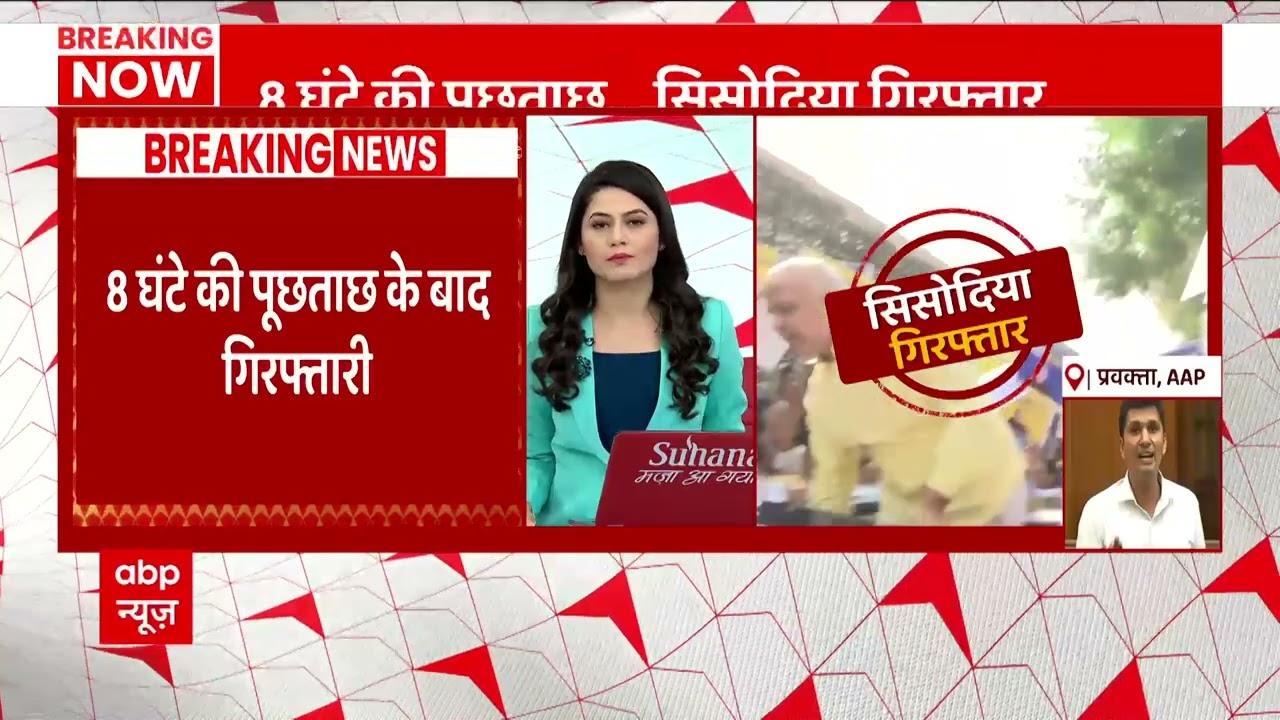 BREAKING
NOW
8 घंटे की पूछताछ सिसोदिया गिरफ्तार
BREAKING NEWS
8 घंटे की पूछताछ के बाद
गिरफ्तारी
सिसोदिया
गिरफ्तार
प्रवक्ता, AAP
Suhana
मज़ा आ गया
abp
न्यूज़